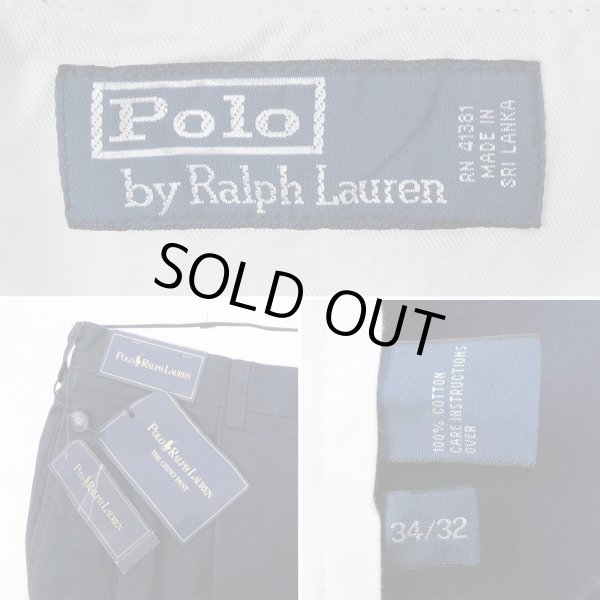 Polo
by Ralph Lauren
RN 41381
MADE IN
SRI LANKA
SOLD OUT
POLO RALPH LAUREN
POLO RALPH LAUREN
THE CHINO PANT
POLO RALPH LAUREN
100% COTTON
CARE INSTRUCTIONS
OVER
34/32